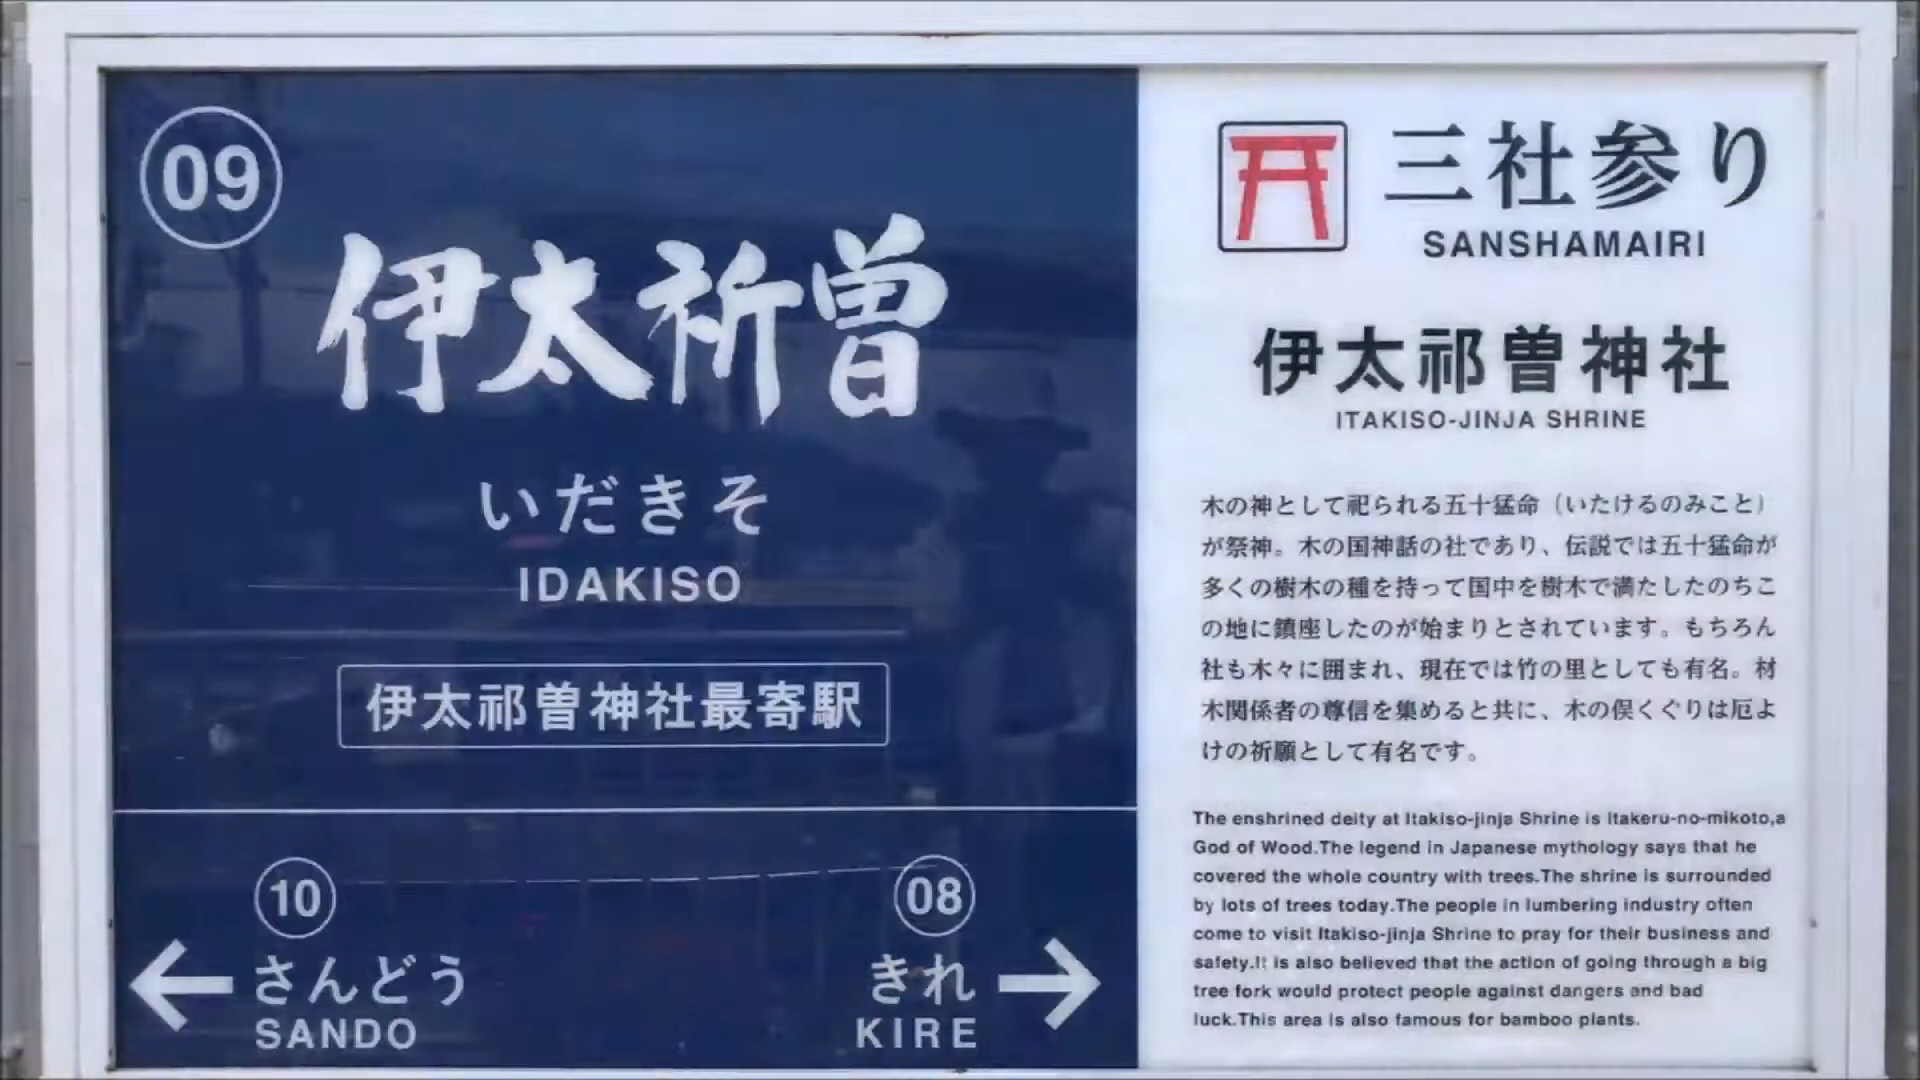 09
伊太祈曽
いだきそ
IDAKISO
伊太祁曽神社最寄駅
10
さんどう
SANDO
08
きれ
KIRE
三社参り
SANSHAMAIRI
伊太祁曽神社
ITAKISO-JINJA SHRINE
木の神として祀られる五十猛命（いたけるのみこと）
が祭神。木の国神話の社であり、伝説では五十猛命が
多くの樹木の種を持って国中を樹木で満たしたのちこ
の地に鎮座したのが始まりとされています。もちろん
社も木々に囲まれ、現在では竹の里としても有名。材
木関係者の尊信を集めると共に、木の俣くぐりは厄よ
けの祈願として有名です。
The enshrined deity at Itakiso-jinja Shrine is Itakeru-no-mikoto,a
God of Wood.The legend in Japanese mythology says that he
covered the whole country with trees.The shrine is surrounded
by lots of trees today.The people in lumbering industry often
come to visit Itakiso-jinja Shrine to pray for their business and
safety.It is also believed that the action of going through a big
tree fork would protect people against dangers and bad
luck.This area is also famous for bamboo plants.